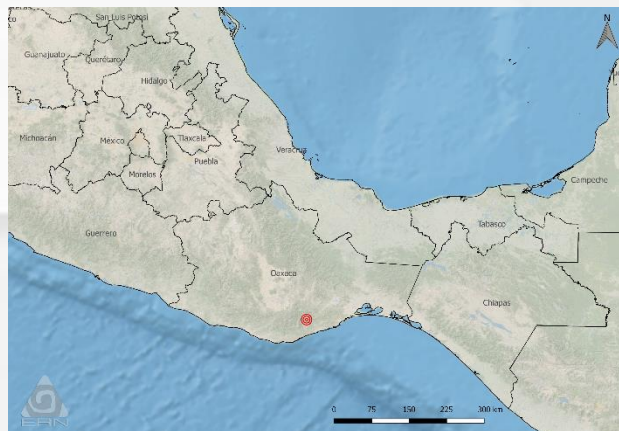 San Luis Potosí
N
Guanajuato
Querétaro
Hidalgo
Michoacán
México
Tlaxcala
Veracruz
Puebla
Morelos
Campeche
Tabasco
Guerrero
Oaxaca
Chiapas
0 75 150 225 300 km
ERN